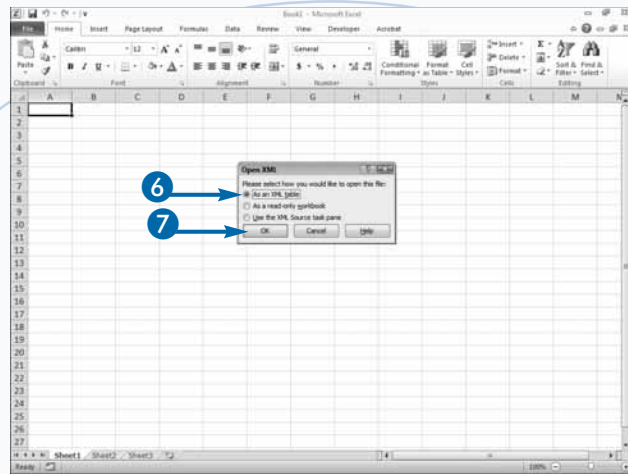 Book1 - Microsoft Excel
File Home Insert Page Layout Formulas Data Review View Developer Acrobat
Paste
Calibri 12 A A
B I U A
General
$ % ,
Conditional Formatting
Format as Table
Cell Styles
Insert
Delete
Format
Σ
Sort & Filter
Find & Select
Clipboard Font Alignment Number Styles Cells Editing
A B C D E F G H I J K L M N
1
2
3
4
5
6
7
8
9
10
11
12
13
14
15
16
17
18
19
20
21
22
23
24
25
26
27
Open XML
Please select how you would like to open this file:
6
As an XML table
As a read-only workbook
Use the XML Source task pane
7
OK Cancel Help
Sheet1 Sheet2 Sheet3
Ready 100%